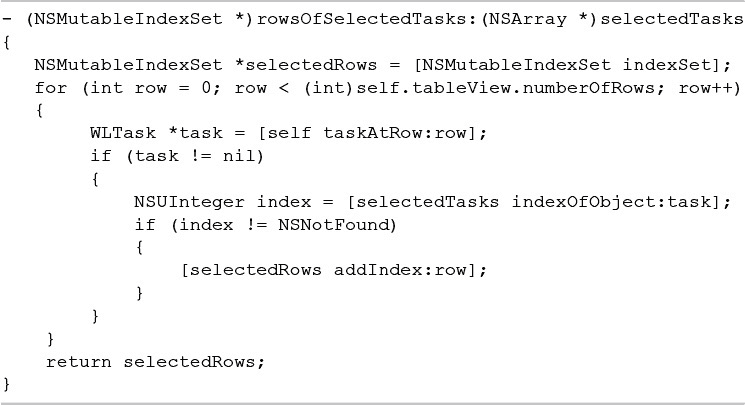 - (NSMutableIndexSet *)rowsOfSelectedTasks:(NSArray *)selectedTasks
{
NSMutableIndexSet *selectedRows = [NSMutableIndexSet indexSet];
for (int row = 0; row < (int)self.tableView.numberOfRows; row++)
{
WLTask *task = [self taskAtRow:row];
if (task != nil)
{
NSUInteger index = [selectedTasks indexOfObject:task];
if (index != NSNotFound)
{
[selectedRows addIndex:row];
}
}
}
return selectedRows;
}